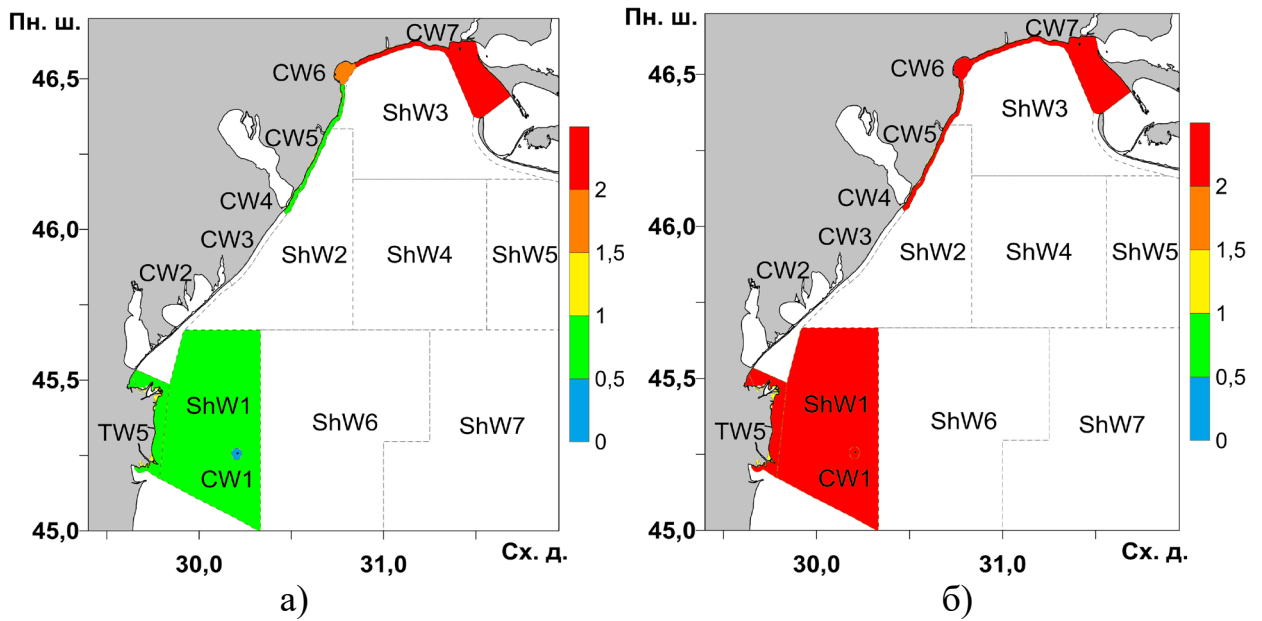 Пн. ш.
46,5
46,0
45,5
45,0
30,0
31,0
Сх. д.
CW7
CW6
ShW3
CW5
CW4
CW3
ShW2
ShW4
ShW5
CW2
ShW1
ShW6
TW5
ShW7
CW1
2
1.5
1
0,5
0
а)
Пн. ш.
46,5
46,0
45,5
45,0
30,0
31,0
Сх. д.
CW7
CW6
ShW3
CW5
CW4
CW3
ShW2
ShW4
ShW5
CW2
ShW1
ShW6
TW5
ShW7
CW1
2
1.5
1
0,5
0
б)